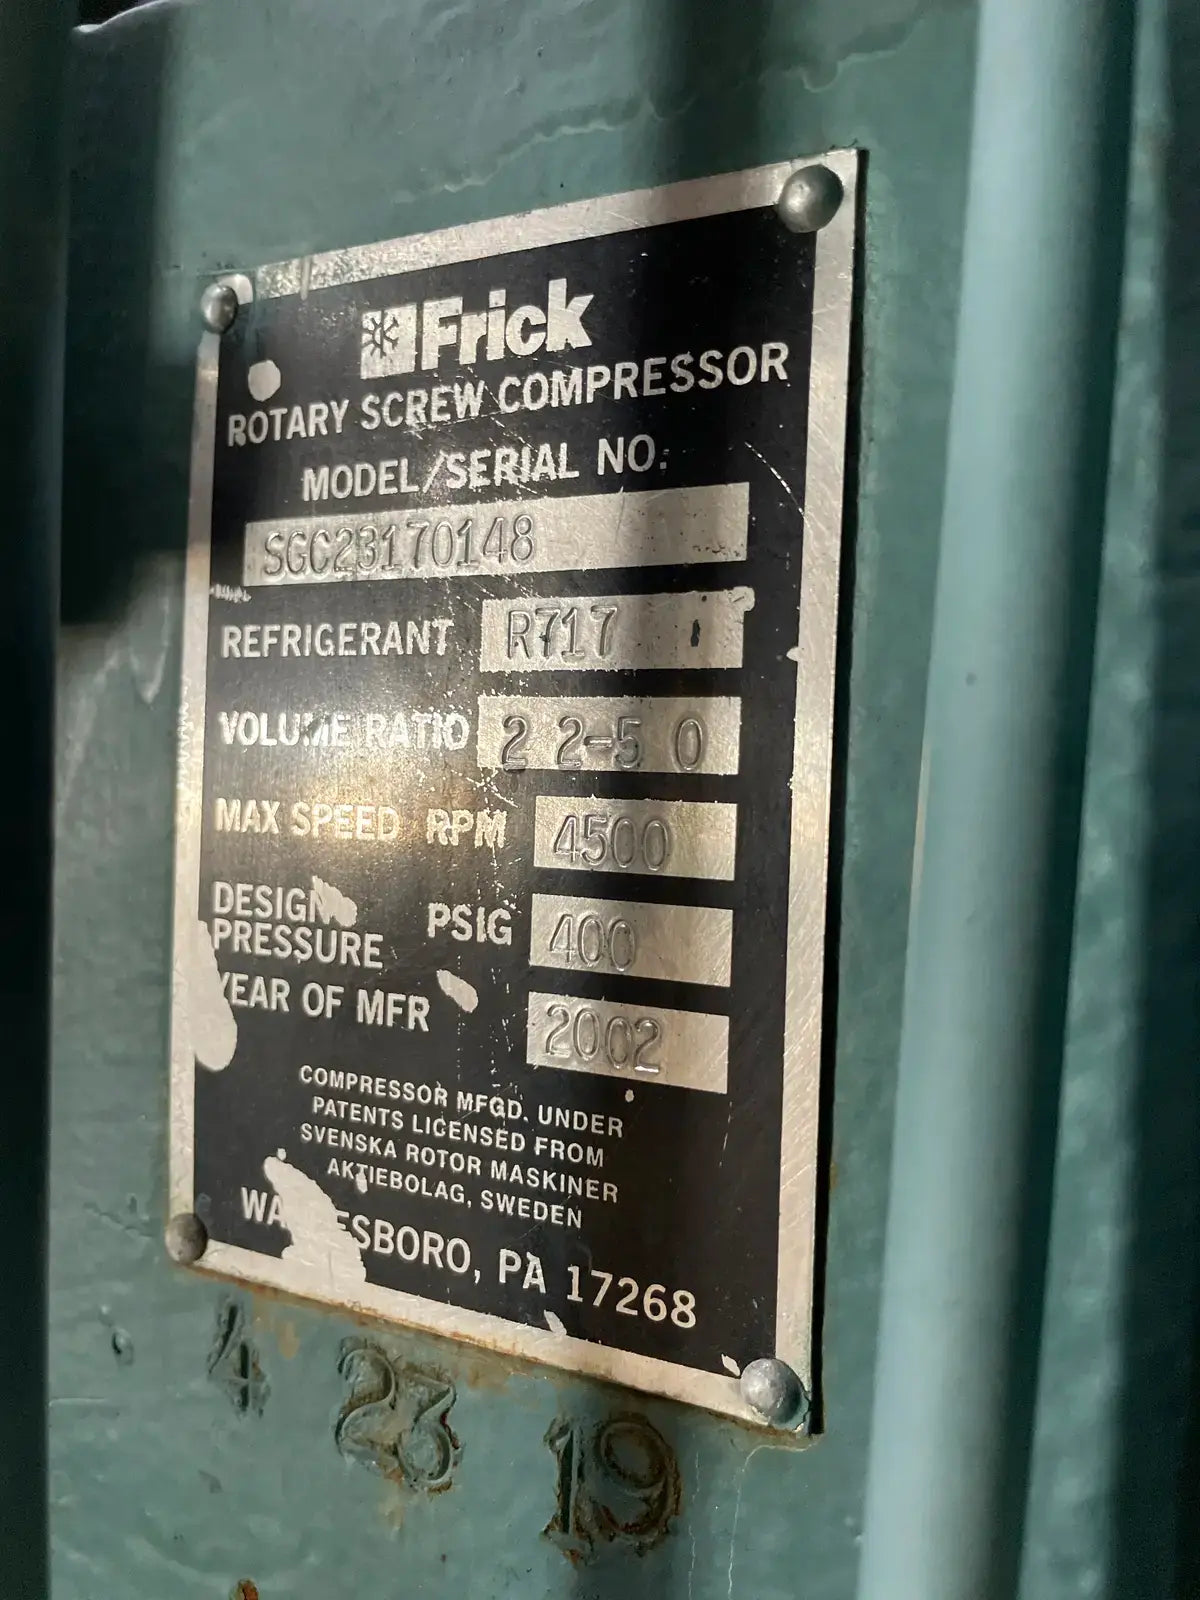 Frick
ROTARY SCREW COMPRESSOR
MODEL/SERIAL NO.
SGC23170148
REFRIGERANT R717
VOLUME RATIO 2 2-5 0
MAX SPEED RPM 4500
DESIGN PRESSURE PSIG 400
YEAR OF MFR 2002
COMPRESSOR MFGD. UNDER
PATENTS LICENSED FROM
SVENSKA ROTOR MASKINER
AKTIEBOLAG, SWEDEN
PA 17268
4 23 19